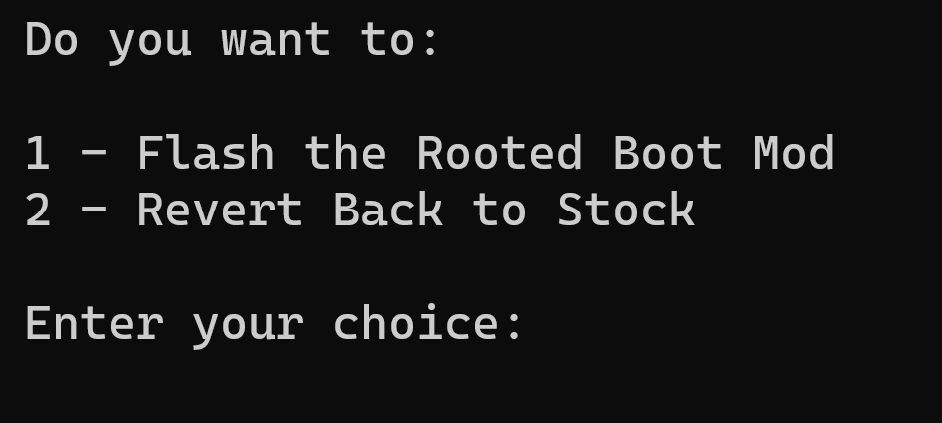 Do you want to:
1 - Flash the Rooted Boot Mod
2 - Revert Back to Stock
Enter your choice: